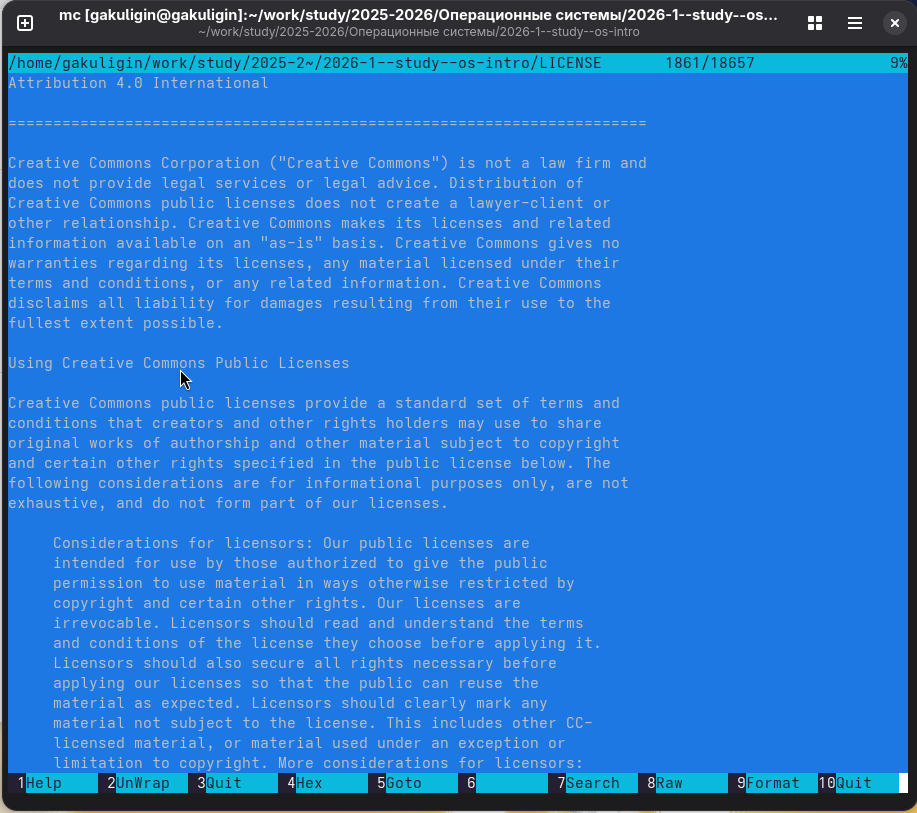 mc [gakuligin@gakuligin]:~/work/study/2025-2026/Операционные системы/2026-1--study--os...
~/work/study/2025-2026/Операционные системы/2026-1--study--os-intro
/home/gakuligin/work/study/2025-2~/2026-1--study--os-intro/LICENSE 1861/18657 9%
Attribution 4.0 International
=======================================================================
Creative Commons Corporation ("Creative Commons") is not a law firm and
does not provide legal services or legal advice. Distribution of
Creative Commons public licenses does not create a lawyer-client or
other relationship. Creative Commons makes its licenses and related
information available on an "as-is" basis. Creative Commons gives no
warranties regarding its licenses, any material licensed under their
terms and conditions, or any related information. Creative Commons
disclaims all liability for damages resulting from their use to the
fullest extent possible.
Using Creative Commons Public Licenses
Creative Commons public licenses provide a standard set of terms and
conditions that creators and other rights holders may use to share
original works of authorship and other material subject to copyright
and certain other rights specified in the public license below. The
following considerations are for informational purposes only, are not
exhaustive, and do not form part of our licenses.
Considerations for licensors: Our public licenses are
intended for use by those authorized to give the public
permission to use material in ways otherwise restricted by
copyright and certain other rights. Our licenses are
irrevocable. Licensors should read and understand the terms
and conditions of the license they choose before applying it.
Licensors should also secure all rights necessary before
applying our licenses so that the public can reuse the
material as expected. Licensors should clearly mark any
material not subject to the license. This includes other CC-
licensed material, or material used under an exception or
limitation to copyright. More considerations for licensors:
1Help 2UnWrap 3Quit 4Hex 5Goto 6 7Search 8Raw 9Format 10Quit